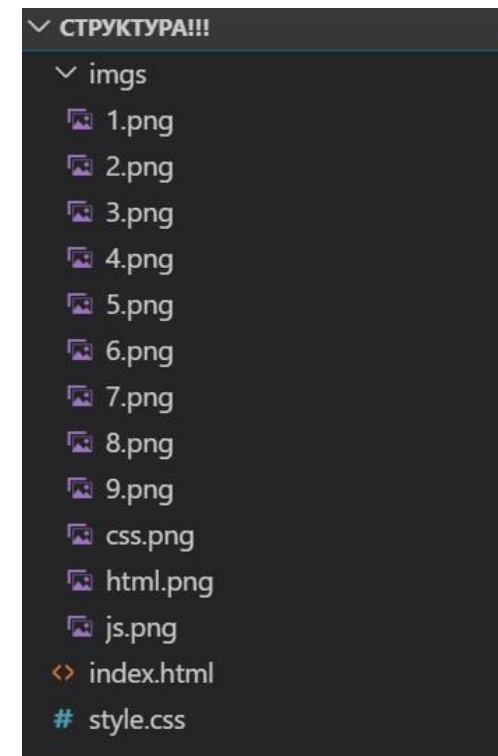 СТРУКТУРА!!!
imgs
1.png
2.png
3.png
4.png
5.png
6.png
7.png
8.png
9.png
css.png
html.png
js.png
<> index.html
# style.css